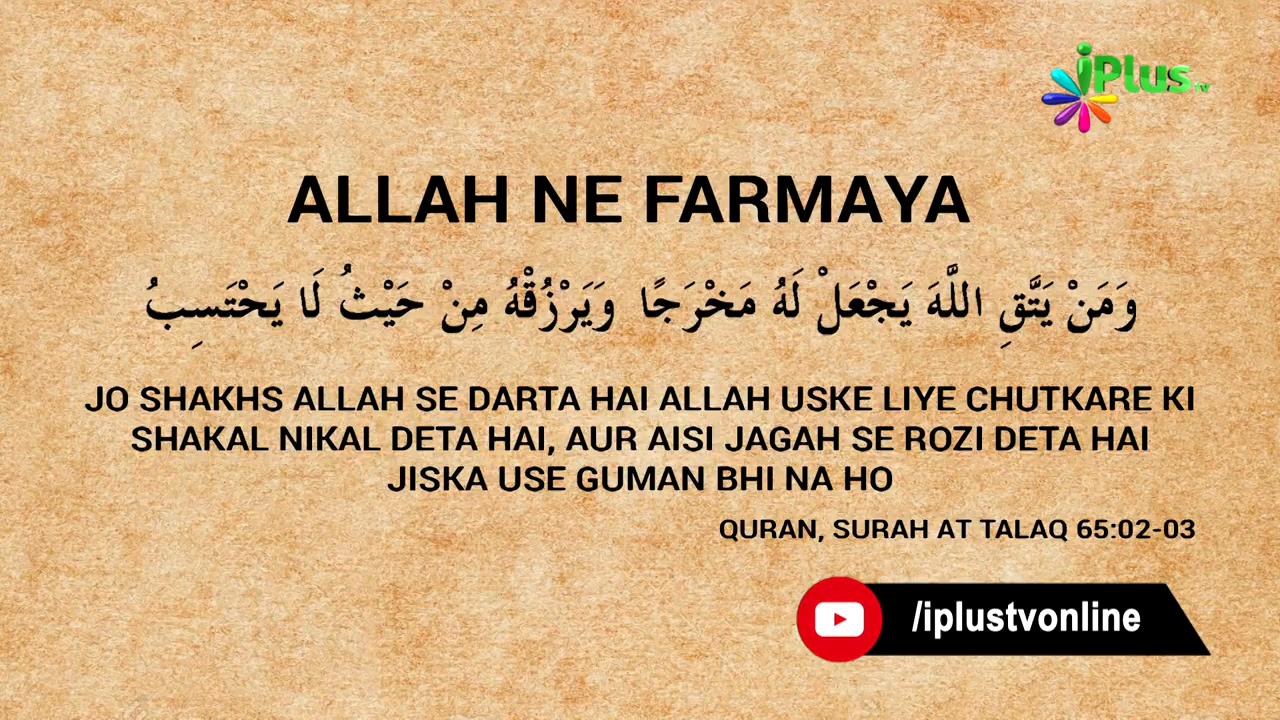 iPlus TV
ALLAH NE FARMAYA
وَمَنْ يَتَّقِ اللَّهَ يَجْعَلْ لَهُ مَخْرَجًا وَيَرْزُقْهُ مِنْ حَيْثُ لَا يَحْتَسِبُ
JO SHAKHS ALLAH SE DARTA HAI ALLAH USKE LIYE CHUTKARE KI
SHAKAL NIKAL DETA HAI, AUR AISI JAGAH SE ROZI DETA HAI
JISKA USE GUMAN BHI NA HO
QURAN, SURAH AT TALAQ 65:02-03
/iplustvonline